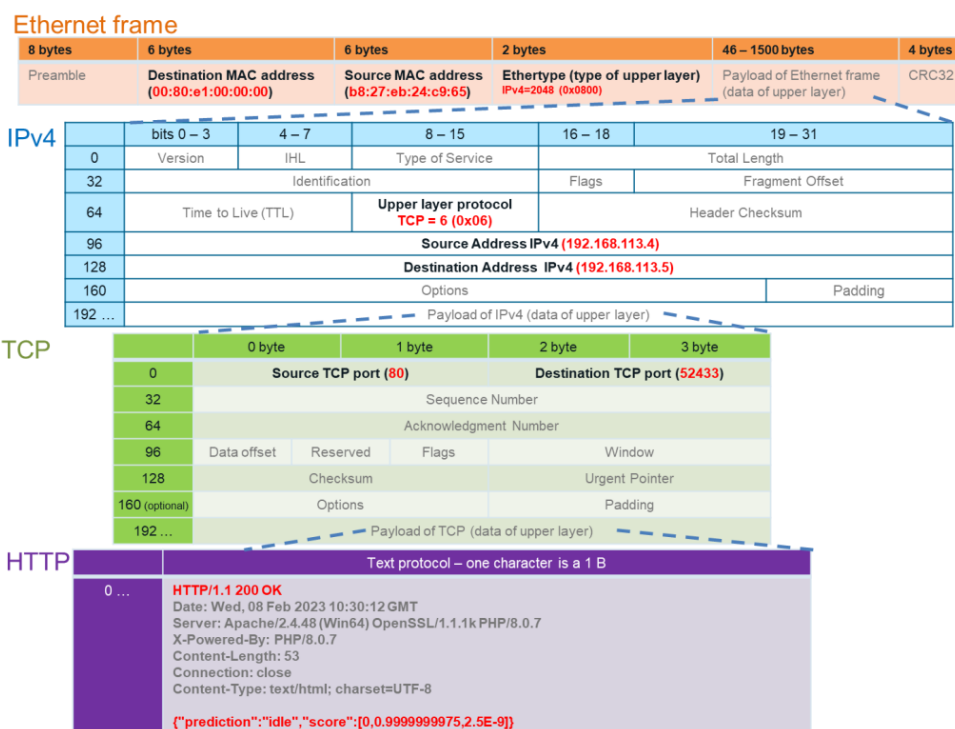 Ethernet frame
8 bytes 6 bytes 6 bytes 2 bytes 46 – 1500 bytes 4 bytes
Preamble Destination MAC address Source MAC address Ethertype (type of upper layer) Payload of Ethernet frame CRC32
(00:80:e1:00:00:00) (b8:27:eb:24:c9:65) IPv4=2048 (0x0800) (data of upper layer)
IPv4
bits 0 – 3 4 – 7 8 – 15 16 – 18 19 – 31
0 Version IHL Type of Service Total Length
32 Identification Flags Fragment Offset
64 Time to Live (TTL) Upper layer protocol Header Checksum
TCP = 6 (0x06)
96 Source Address IPv4 (192.168.113.4)
128 Destination Address IPv4 (192.168.113.5)
160 Options Padding
192 ... Payload of IPv4 (data of upper layer)
TCP
0 byte 1 byte 2 byte 3 byte
0 Source TCP port (80) Destination TCP port (52433)
32 Sequence Number
64 Acknowledgment Number
96 Data offset Reserved Flags Window
128 Checksum Urgent Pointer
160 (optional) Options Padding
192 ... Payload of TCP (data of upper layer)
HTTP
Text protocol – one character is a 1 B
0 ... HTTP/1.1 200 OK
Date: Wed, 08 Feb 2023 10:30:12 GMT
Server: Apache/2.4.48 (Win64) OpenSSL/1.1.1k PHP/8.0.7
X-Powered-By: PHP/8.0.7
Content-Length: 53
Connection: close
Content-Type: text/html; charset=UTF-8
{"prediction":"idle","score":[0,0.9999999975,2.5E-9]}